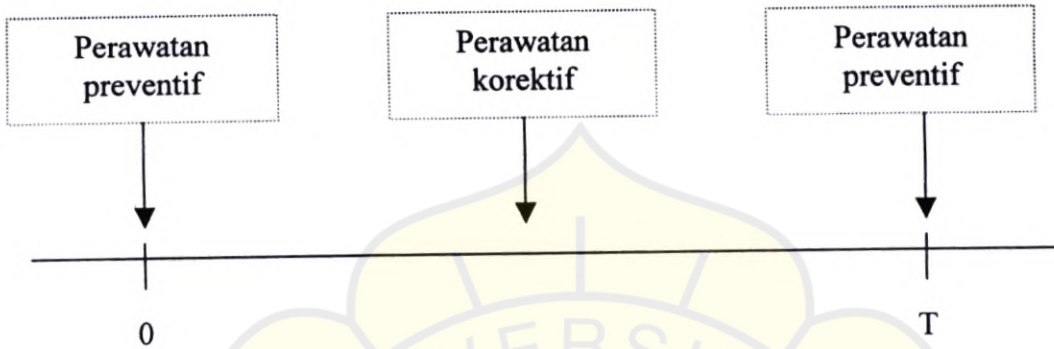 Perawatan
preventif
Perawatan
korektif
Perawatan
preventif
0
T